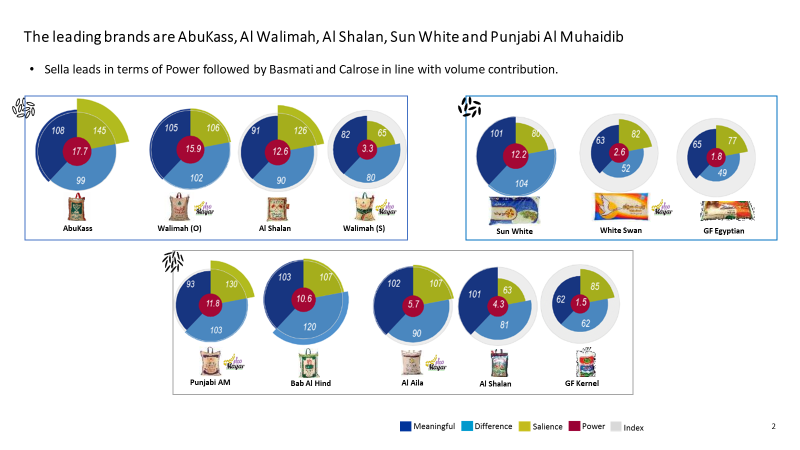 The leading brands are AbuKass, Al Walimah, Al Shalan, Sun White and Punjabi Al Muhaidib
• Sella leads in terms of Power followed by Basmati and Calrose in line with volume contribution.
108 145 17.7 99
105 106 15.9 102
91 126 12.6 90
82 65 3.3 80
AbuKass
Walimah (O)
Mayar
Al Shalan
Walimah (S)
Mayar
101 80 12.2 104
63 82 2.6 52
65 77 1.8 49
Sun White
White Swan
Mayar
GF Egyptian
93 130 11.8 103
103 107 10.6 120
102 107 5.7 90
101 63 4.3 81
62 85 1.5 62
Punjabi AM
Mayar
Bab Al Hind
Al Aila
Mayar
Al Shalan
GF Kernel
Meaningful Difference Salience Power Index
2